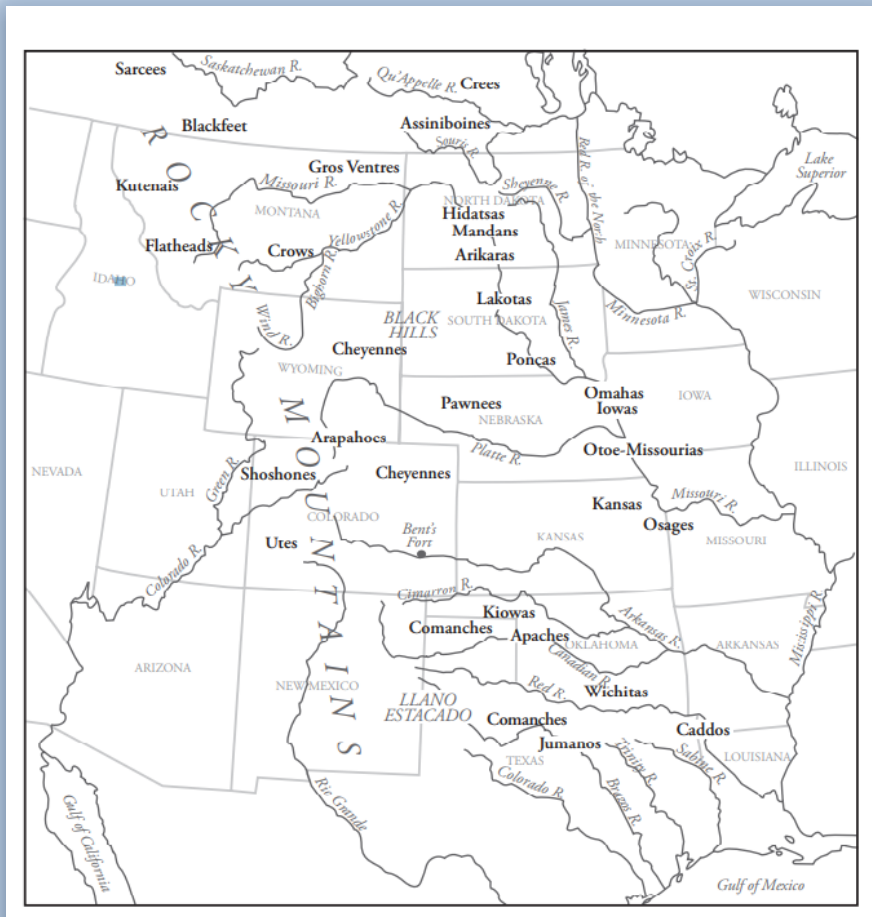 Sarcees
Saskatchewan R.
Qu'Appelle R.
Crees
Blackfeet
Assiniboines
Souris R.
Red R. of the North
Lake
Superior
ROCKY MOUNTAINS
Gros Ventres
Kutenais
Missouri R.
Sheyenne R.
MONTANA
NORTH DAKOTA
Hidatsas
Mandans
Yellowstone R.
Flatheads
Crows
Arikaras
MINNESOTA
St. Croix R.
Bighorn R.
IDAHO
Lakotas
WISCONSIN
Wind R.
BLACK
HILLS
SOUTH DAKOTA
James R.
Minnesota R.
Cheyennes
WYOMING
Poncas
Omahas
Iowas
IOWA
Pawnees
NEBRASKA
Arapahocs
Platte R.
Otoe-Missourias
NEVADA
UTAH
Green R.
Shoshones
Cheyennes
ILLINOIS
COLORADO
Kansas
Missouri R.
Osages
MISSOURI
Utes
Bent's
Fort
KANSAS
Colorado R.
Cimarron R.
Kiowas
Comanches
Apaches
OKLAHOMA
Arkansas R.
ARKANSAS
Mississippi R.
Canadian R.
ARIZONA
NEW MEXICO
Red R.
Wichitas
LLANO
ESTACADO
Comanches
Caddos
Jumanos
TEXAS
Trinity R.
Sabine R.
LOUISIANA
Colorado R.
Brazos R.
Rio Grande
Gulf of California
Gulf of Mexico